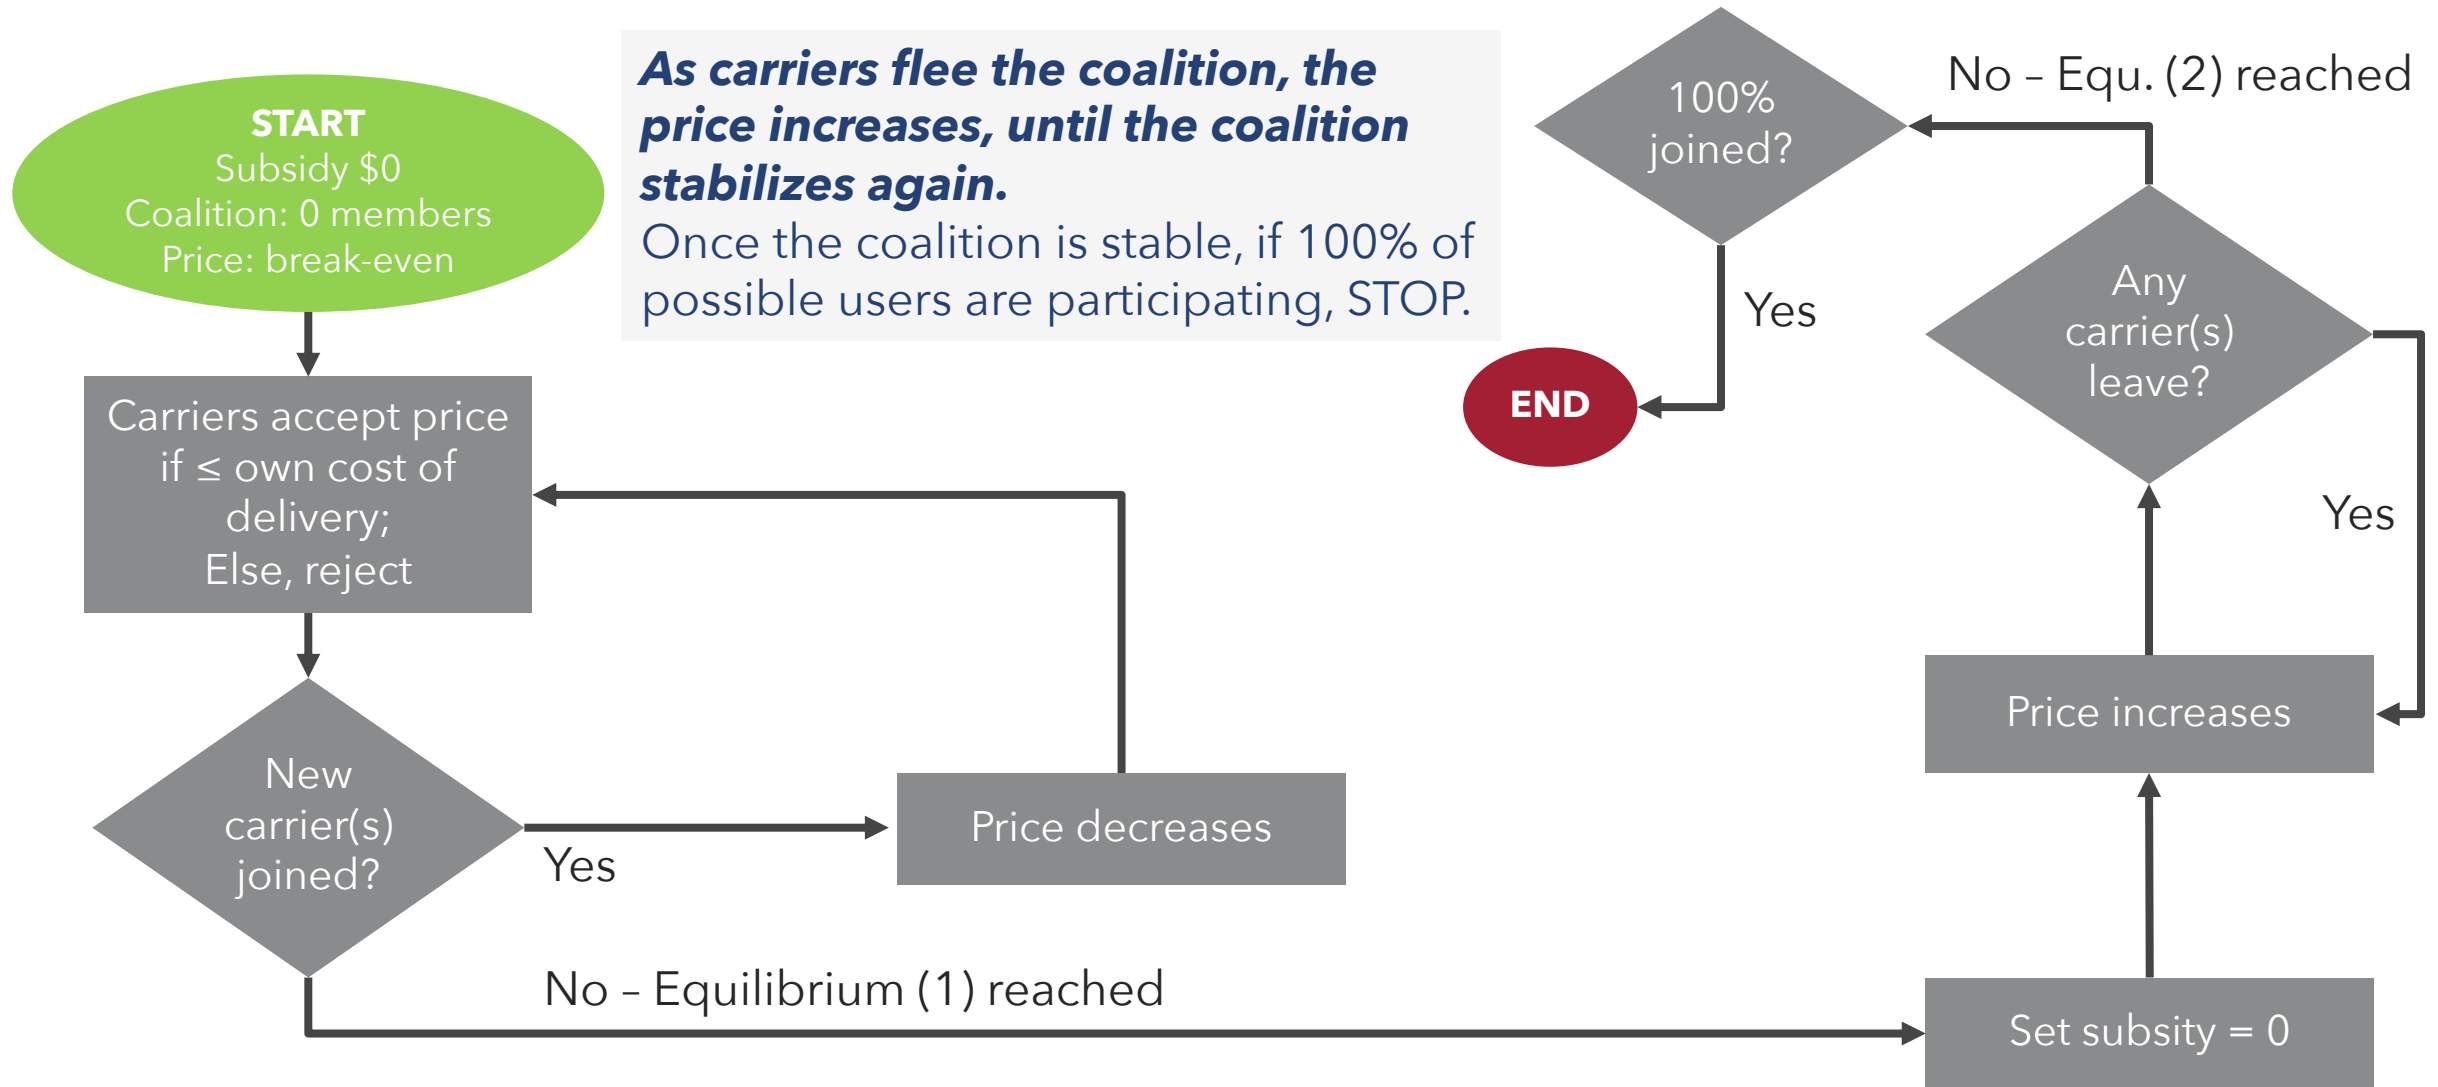 START
Subsidy $0
Coalition: 0 members
Price: break-even
As carriers flee the coalition, the
price increases, until the coalition
stabilizes again.
Once the coalition is stable, if 100% of
possible users are participating, STOP.
100%
joined?
No – Equ. (2) reached
Any
carrier(s)
leave?
Yes
END
Yes
Carriers accept price
if ≤ own cost of
delivery;
Else, reject
Price increases
New
carrier(s)
joined?
Yes
Price decreases
No – Equilibrium (1) reached
Set subsity = 0